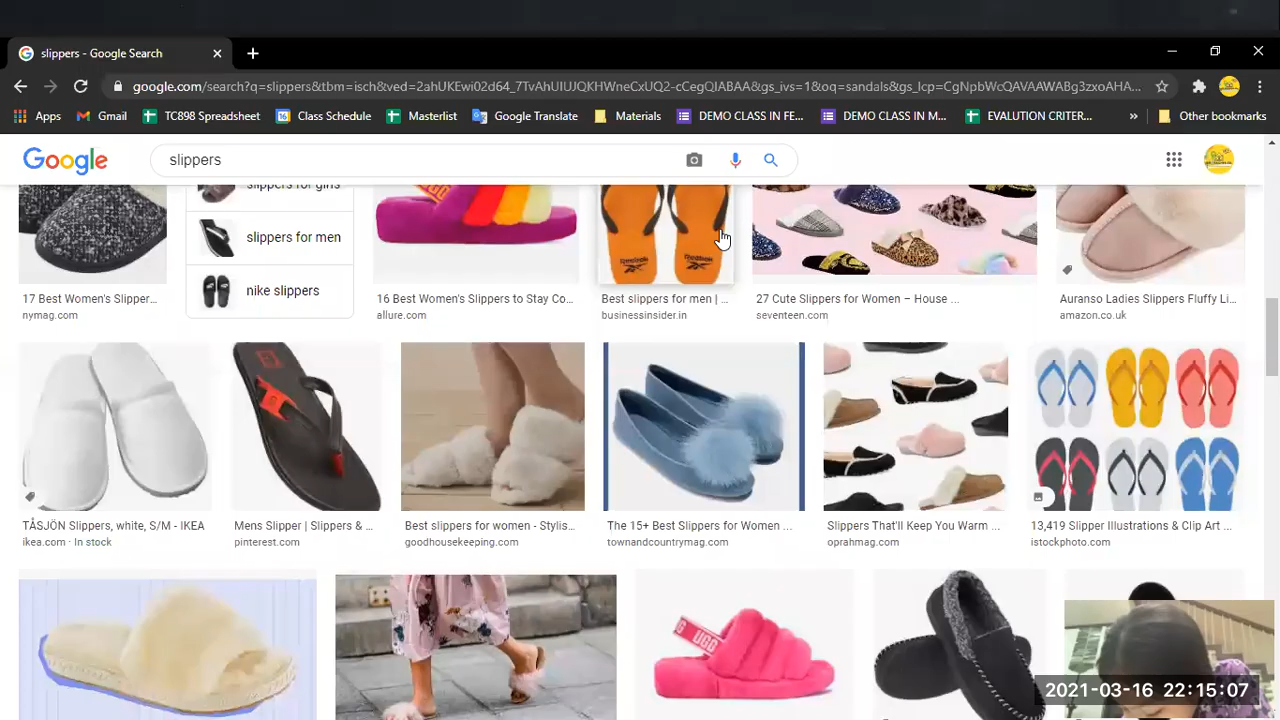 slippers - Google Search
google.com/search?q=slippers&tbm=isch&ved=2ahUKEwi02d64_7TvAhUIUJQKHWneCxUQ2-cCegQIABAA&gs_ivs=1&oq=sandals&gs_lcp=CgNpbWcQAVAAWABg3zxoAHA...
Apps
Gmail
TC898 Spreadsheet
Class Schedule
Masterlist
Google Translate
Materials
DEMO CLASS IN FE...
DEMO CLASS IN M...
EVALUTION CRITER...
Other bookmarks
Google
slippers
slippers for girls
slippers for men
nike slippers
Reebok
Reebok
17 Best Women's Slipper...
nymag.com
16 Best Women's Slippers to Stay Co...
allure.com
Best slippers for men | ...
businessinsider.in
27 Cute Slippers for Women – House ...
seventeen.com
Auranso Ladies Slippers Fluffy Li...
amazon.co.uk
TÅSJÖN Slippers, white, S/M - IKEA
ikea.com · In stock
Mens Slipper | Slippers & ...
pinterest.com
Best slippers for women - Stylis...
goodhousekeeping.com
The 15+ Best Slippers for Women ...
townandcountrymag.com
Slippers That'll Keep You Warm ...
oprahmag.com
13,419 Slipper Illustrations & Clip Art ...
istockphoto.com
UGG
2021-03-16 22:15:07